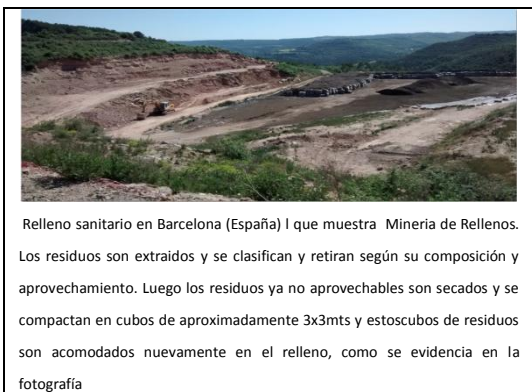 Relleno sanitario en Barcelona (España) l que muestra Mineria de Rellenos.
Los residuos son extraidos y se clasifican y retiran según su composición y
aprovechamiento. Luego los residuos ya no aprovechables son secados y se
compactan en cubos de aproximadamente 3x3mts y estoscubos de residuos
son acomodados nuevamente en el relleno, como se evidencia en la
fotografía